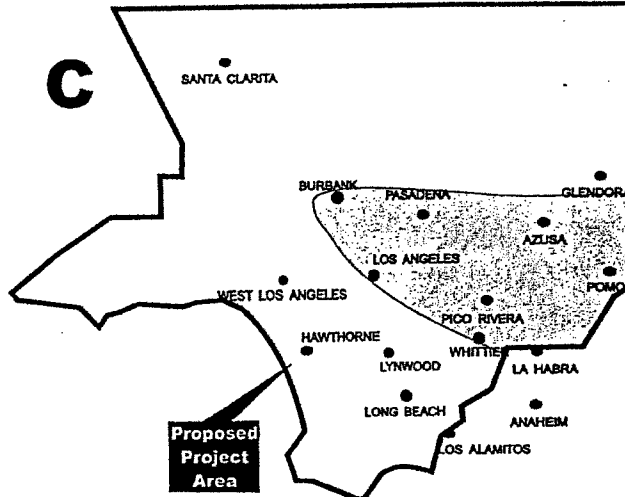 C
SANTA CLARITA
BURBANK
PASADENA
GLENDORA
AZUSA
LOS ANGELES
WEST LOS ANGELES
POMO
PICO RIVERA
HAWTHORNE
LYNWOOD
WHITTIER
LA HABRA
LONG BEACH
ANAHEIM
LOS ALAMITOS
Proposed
Project
Area